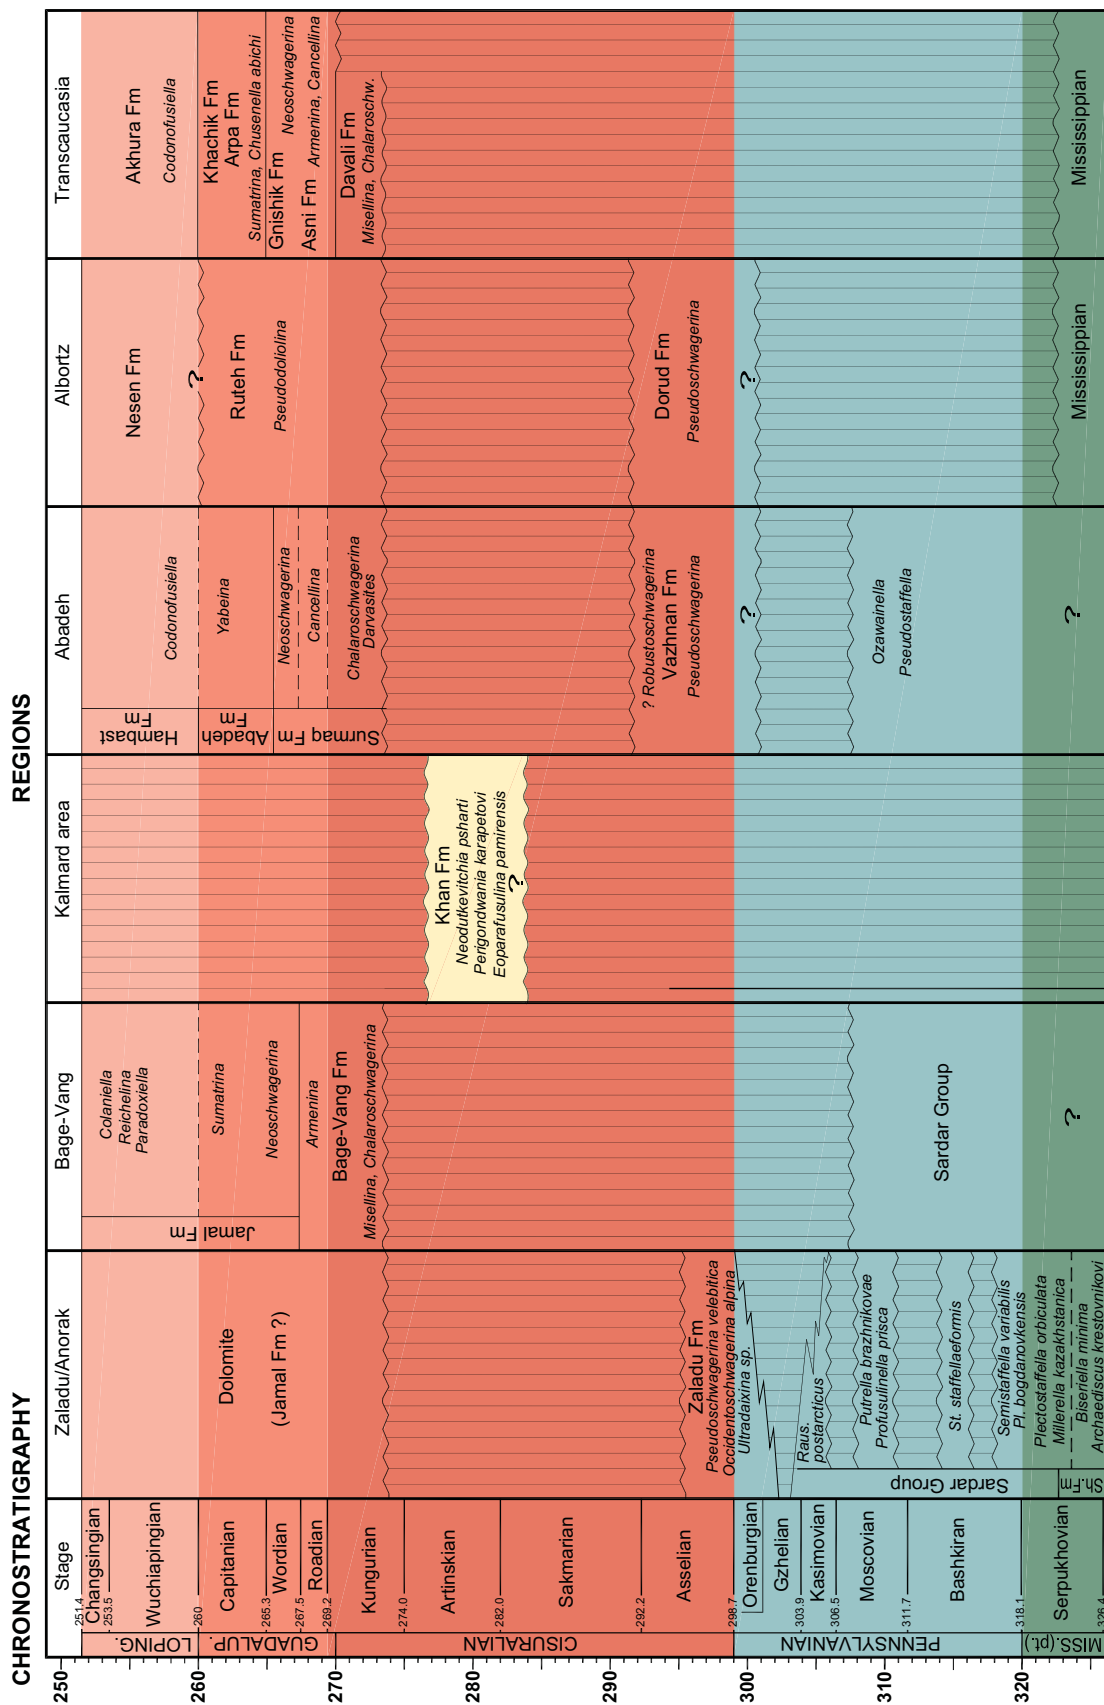 CHRONOSTRATIGRAPHY
REGIONS
Stage
Zaladu/Anorak
Bage-Vang
Kalmard area
Abadeh
Albortz
Transcaucasia
250
260
270
280
290
300
310
320
LOPING.
GUADALUP.
CISURALIAN
PENNSYLVANIAN
MISS.(pt.)
251.4
Changsingian
253.5
Wuchiapingian
260
Capitanian
265.3
Wordian
267.5
Roadian
269.2
Kungurian
274.0
Artinskian
282.0
Sakmarian
292.2
Asselian
298.7
Orenburgian
Gzhelian
303.9
Kasimovian
306.5
Moscovian
311.7
Bashkiran
318.1
Serpukhovian
326.4
Dolomite
(Jamal Fm ?)
Zaladu Fm
Pseudoschwagerina velebitica
Occidentoschwagerina alpina
Ultradaixina sp.
Raus.
postarcticus
Putrella brazhnikovae
Profusulinella prisca
St. staffellaeformis
Semistaffella variabilis
Pl. bogdanovkensis
Plectostaffella orbiculata
Millerella kazakhstanica
Biseriella minima
Archaediscus krestovnikovi
Sardar Group
Sh.Fm
Colaniella
Reichelina
Paradoxiella
Sumatrina
Neoschwagerina
Jamal Fm
Armenina
Bage-Vang Fm
Misellina, Chalaroschwagerina
Sardar Group
?
Khan Fm
Neodutkevitchia psharti
Perigondwania karapetovi
Eoparafusulina pamirensis
?
Hambast
Fm
Abadeh
Fm
Surmaq Fm
Codonofusiella
Yabeina
Neoschwagerina
Cancellina
Chalaroschwagerina
Darvasites
? Robustoschwagerina
Vazhnan Fm
Pseudoschwagerina
?
Ozawainella
Pseudostaffella
?
Nesen Fm
?
Ruteh Fm
Pseudodoliolina
Dorud Fm
Pseudoschwagerina
?
Mississippian
Akhura Fm
Codonofusiella
Khachik Fm
Arpa Fm
Sumatrina, Chusenella abichi
Gnishik Fm
Neoschwagerina
Asni Fm
Armenina, Cancellina
Davali Fm
Misellina, Chalaroschw.
Mississippian